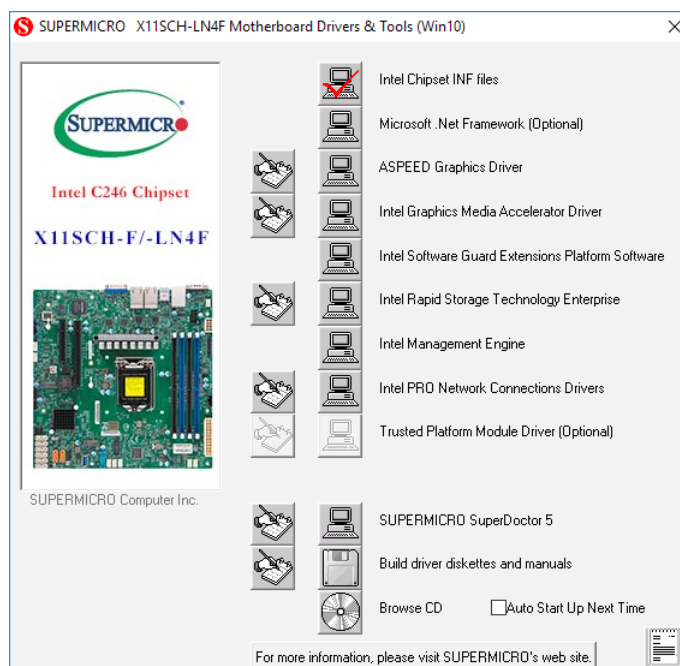 SUPERMICRO X11SCH-LN4F Motherboard Drivers & Tools (Win10)
SUPERMICRO
Intel C246 Chipset
X11SCH-F/-LN4F
SUPERMICRO Computer Inc.
Intel Chipset INF files
Microsoft .Net Framework (Optional)
ASPEED Graphics Driver
Intel Graphics Media Accelerator Driver
Intel Software Guard Extensions Platform Software
Intel Rapid Storage Technology Enterprise
Intel Management Engine
Intel PRO Network Connections Drivers
Trusted Platform Module Driver (Optional)
SUPERMICRO SuperDoctor 5
Build driver diskettes and manuals
Browse CD Auto Start Up Next Time
For more information, please visit SUPERMICRO's web site.